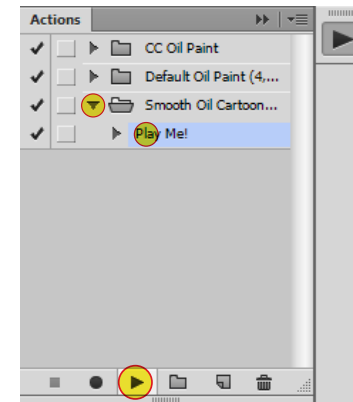 Actions
CC Oil Paint
Default Oil Paint (4,...
Smooth Oil Cartoon...
Play Me!